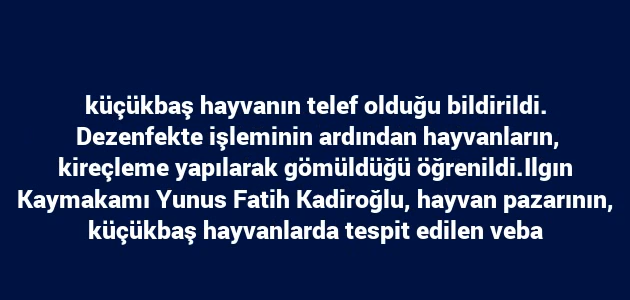 küçükbaş hayvanın telef olduğu bildirildi.
Dezenfekte işleminin ardından hayvanların,
kireçleme yapılarak gömüldüğü öğrenildi.Ilgın
Kaymakamı Yunus Fatih Kadiroğlu, hayvan pazarının,
küçükbaş hayvanlarda tespit edilen veba